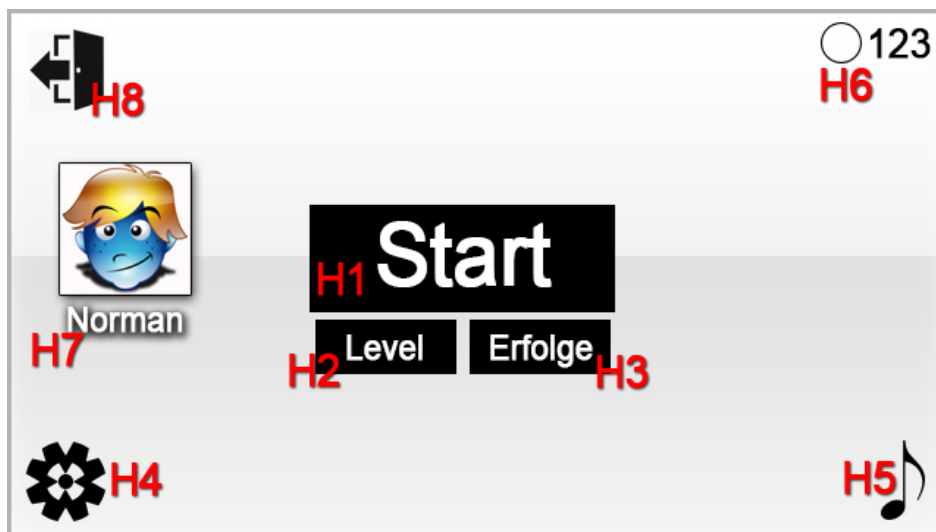 123
H8
H6
Start
H1
Norman
H7
Level
Erfolge
H2
H3
H4
H5